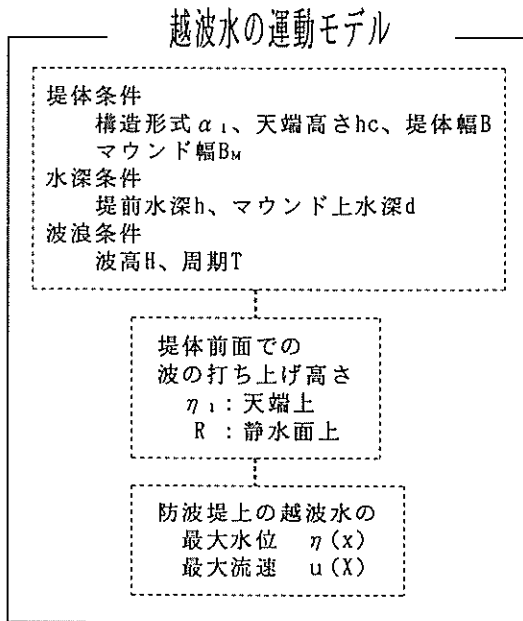 越波水の運動モデル
堤体条件
構造形式α₁、天端高さhc、堤体幅B
マウンド幅Bм
水深条件
堤前水深h、マウンド上水深d
波浪条件
波高H、周期T
堤体前面での
波の打ち上げ高さ
η₁:天端上
R :静水面上
防波堤上の越波水の
最大水位 η(x)
最大流速 u(X)